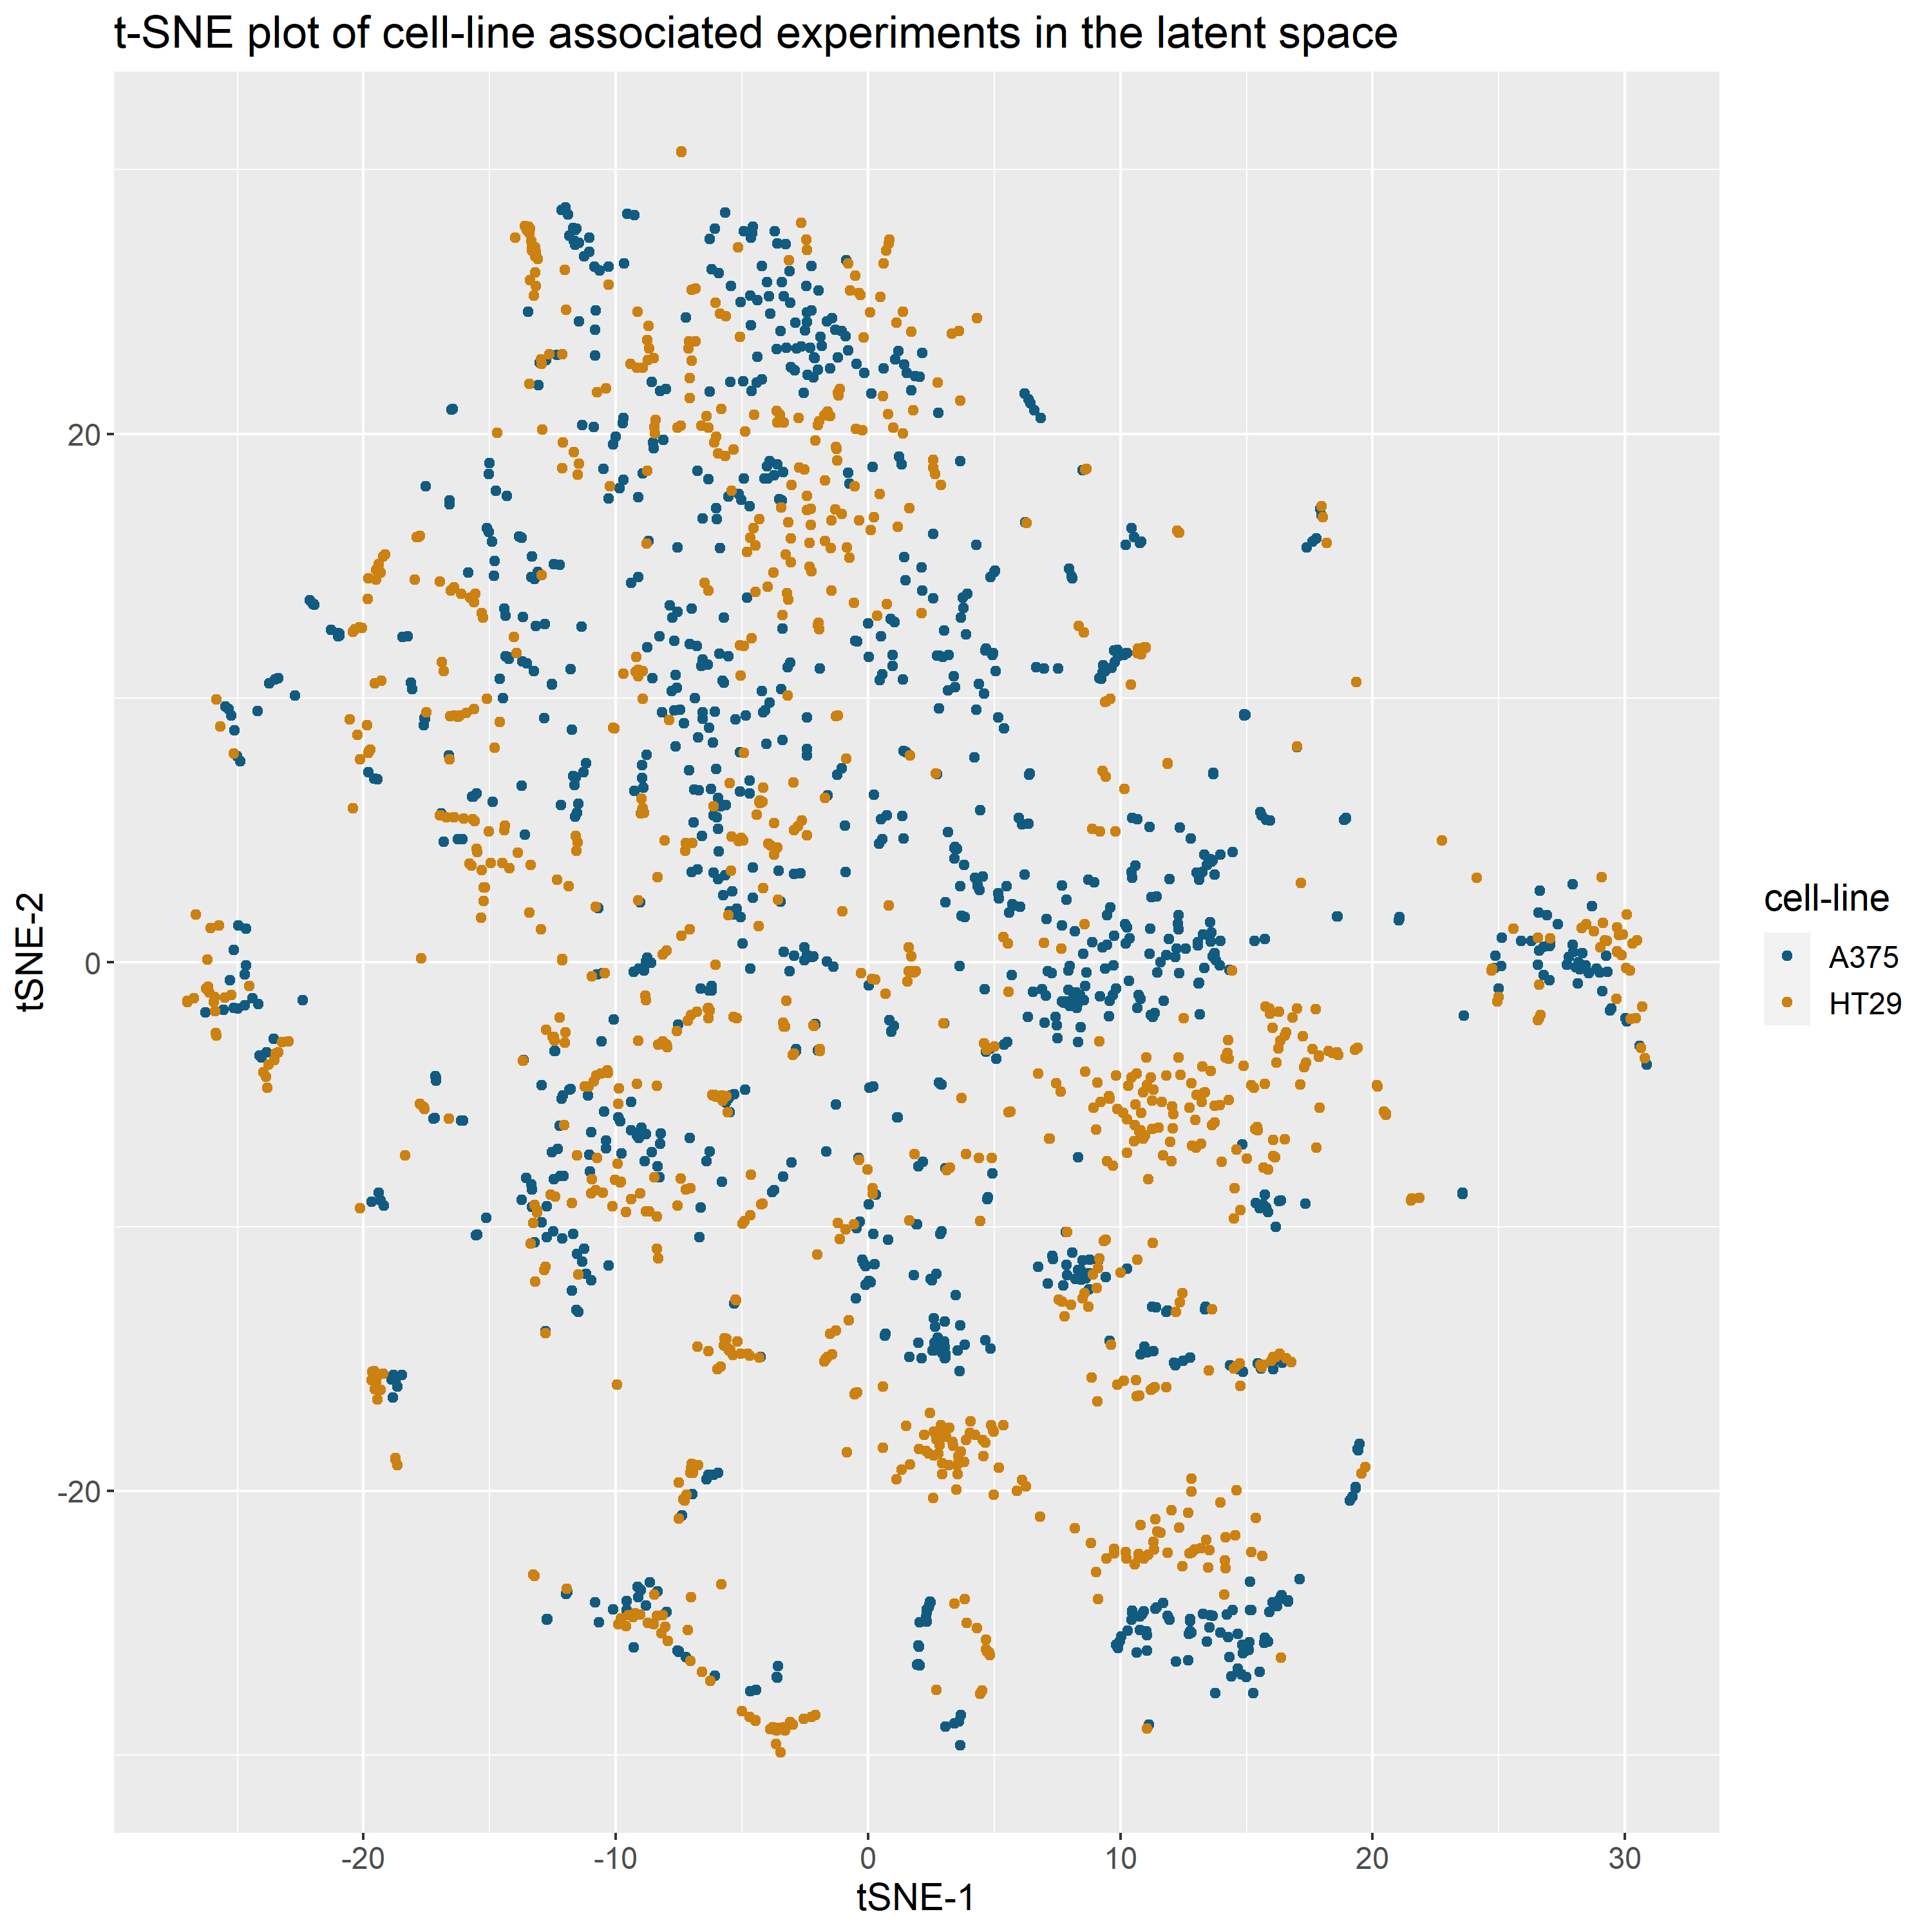 t-SNE plot of cell-line associated experiments in the latent space
20
0
-20
tSNE-2
-20
-10
0
10
20
30
tSNE-1
cell-line
A375
HT29